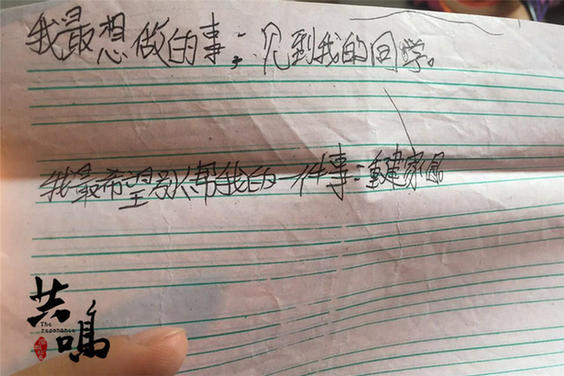 我最想做的事：见到我的同学。
我最希望别人帮我的一件事：重建家园
共鸣
The
resonance